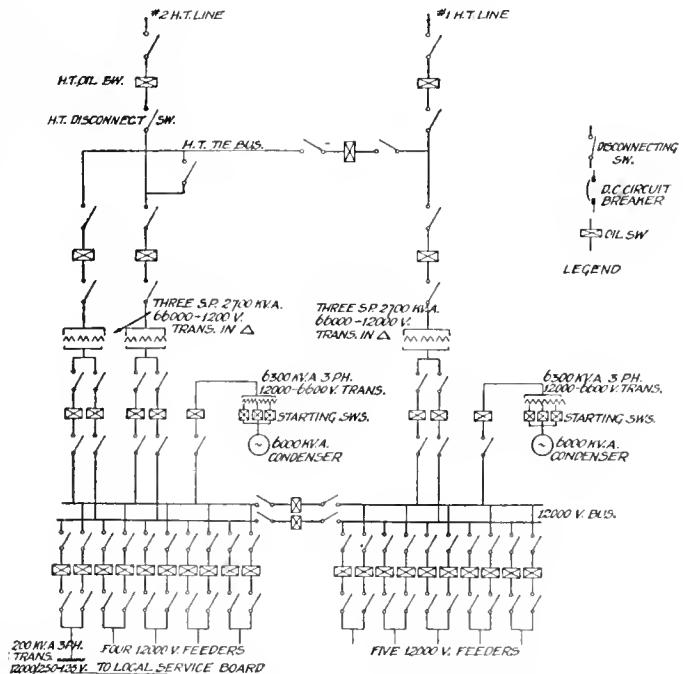 #2 H.T. LINE
#1 H.T. LINE
H.T. OIL SW.
H.T. DISCONNECT SW.
H.T. TIE BUS.
DISCONNECTING
SW.
D.C. CIRCUIT
BREAKER
OIL SW
LEGEND
THREE S.P. 2700 KV.A.
66000-1200 V.
TRANS. IN △
THREE S.P. 2700 KV.A.
66000-12000 V.
TRANS. IN △
6300 KV.A 3 PH.
12000-6600 V. TRANS.
STARTING SWS.
6000 KV.A.
CONDENSER
6300 KV.A 3 PH.
12000-6600 V. TRANS.
STARTING SWS.
6000 KV.A.
CONDENSER
12000 V. BUS.
200 KV.A 3 PH.
TRANS.
12000/250-125 V.
TO LOCAL SERVICE BOARD
FOUR 12000 V. FEEDERS
FIVE 12000 V. FEEDERS